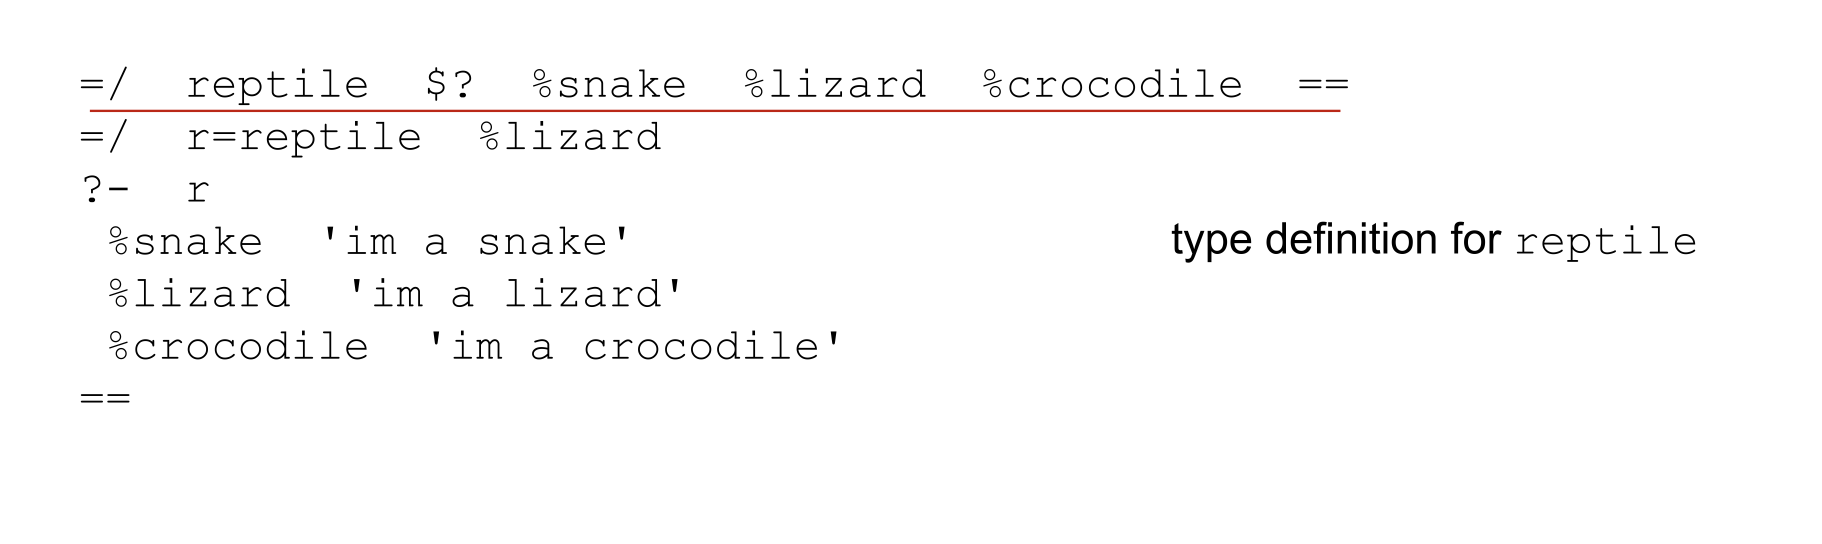 =/  reptile  $?  %snake  %lizard  %crocodile  ==
=/  r=reptile  %lizard
?-  r
 %snake  'im a snake'
 %lizard  'im a lizard'
 %crocodile  'im a crocodile'
==
type definition for reptile